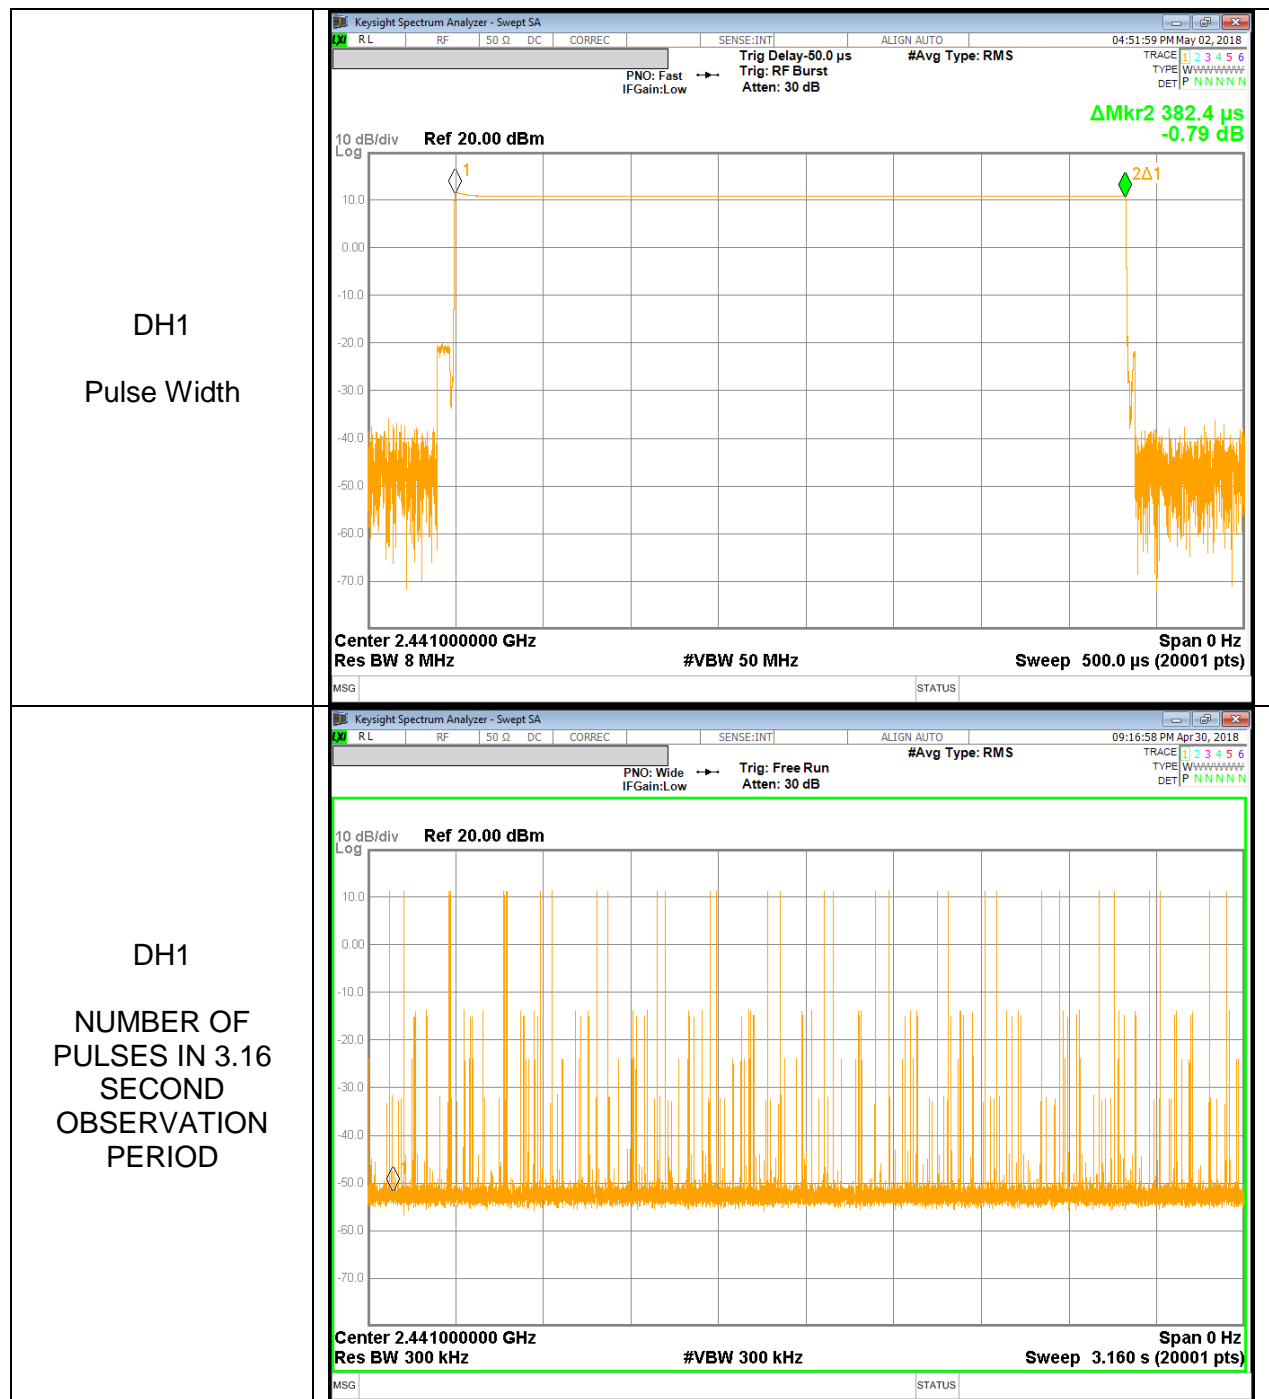 DH1
Pulse Width
Keysight Spectrum Analyzer - Swept SA
LXI RL RF 50 Ω DC CORREC SENSE:INT ALIGN AUTO 04:51:59 PM May 02, 2018
Trig Delay-50.0 µs #Avg Type: RMS TRACE 1 2 3 4 5 6
PNO: Fast Trig: RF Burst TYPE WWWWWW
IFGain:Low Atten: 30 dB DET P N N N N N
ΔMkr2 382.4 µs
-0.79 dB
10 dB/div Ref 20.00 dBm
Log
1
2Δ1
10.0
0.00
-10.0
-20.0
-30.0
-40.0
-50.0
-60.0
-70.0
Center 2.441000000 GHz Span 0 Hz
Res BW 8 MHz #VBW 50 MHz Sweep 500.0 µs (20001 pts)
MSG STATUS
DH1
NUMBER OF
PULSES IN 3.16
SECOND
OBSERVATION
PERIOD
Keysight Spectrum Analyzer - Swept SA
LXI RL RF 50 Ω DC CORREC SENSE:INT ALIGN AUTO 09:16:58 PM Apr 30, 2018
#Avg Type: RMS TRACE 1 2 3 4 5 6
PNO: Wide Trig: Free Run TYPE WWWWWW
IFGain:Low Atten: 30 dB DET P N N N N N
10 dB/div Ref 20.00 dBm
Log
10.0
0.00
-10.0
-20.0
-30.0
-40.0
-50.0
-60.0
-70.0
Center 2.441000000 GHz Span 0 Hz
Res BW 300 kHz #VBW 300 kHz Sweep 3.160 s (20001 pts)
MSG STATUS